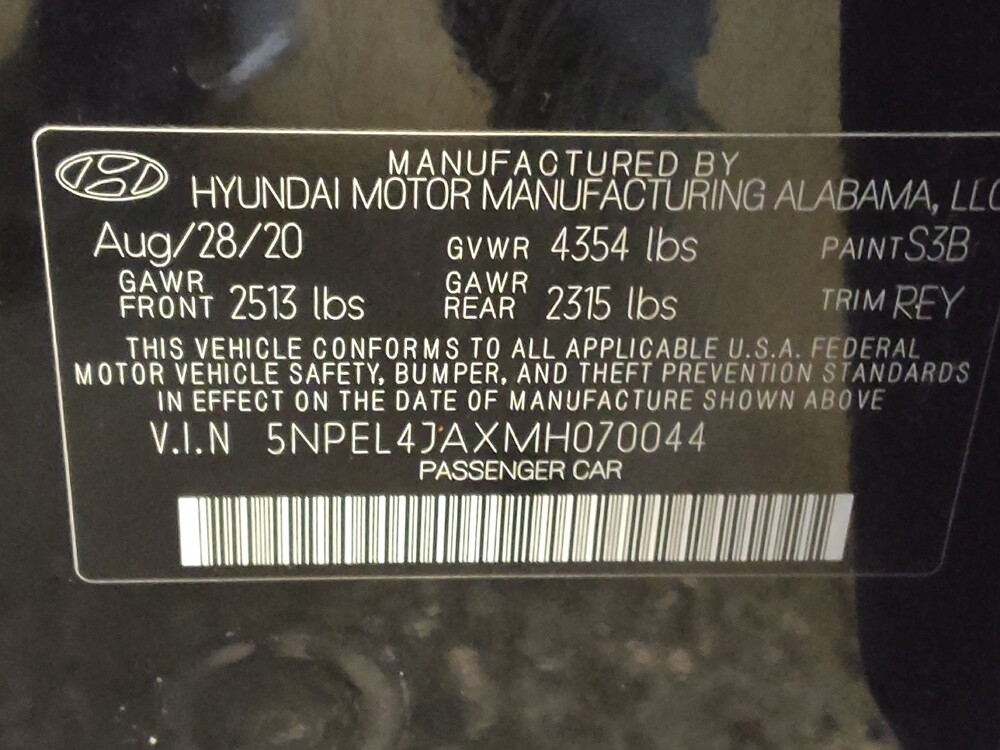 MANUFACTURED BY
HYUNDAI MOTOR MANUFACTURING ALABAMA, LLC
Aug/28/20 GVWR 4354 lbs PAINT S3B
GAWR FRONT 2513 lbs GAWR REAR 2315 lbs TRIM REY
THIS VEHICLE CONFORMS TO ALL APPLICABLE U.S.A. FEDERAL
MOTOR VEHICLE SAFETY, BUMPER, AND THEFT PREVENTION STANDARDS
IN EFFECT ON THE DATE OF MANUFACTURE SHOWN ABOVE
V.I.N 5NPEL4JAXMH070044
PASSENGER CAR